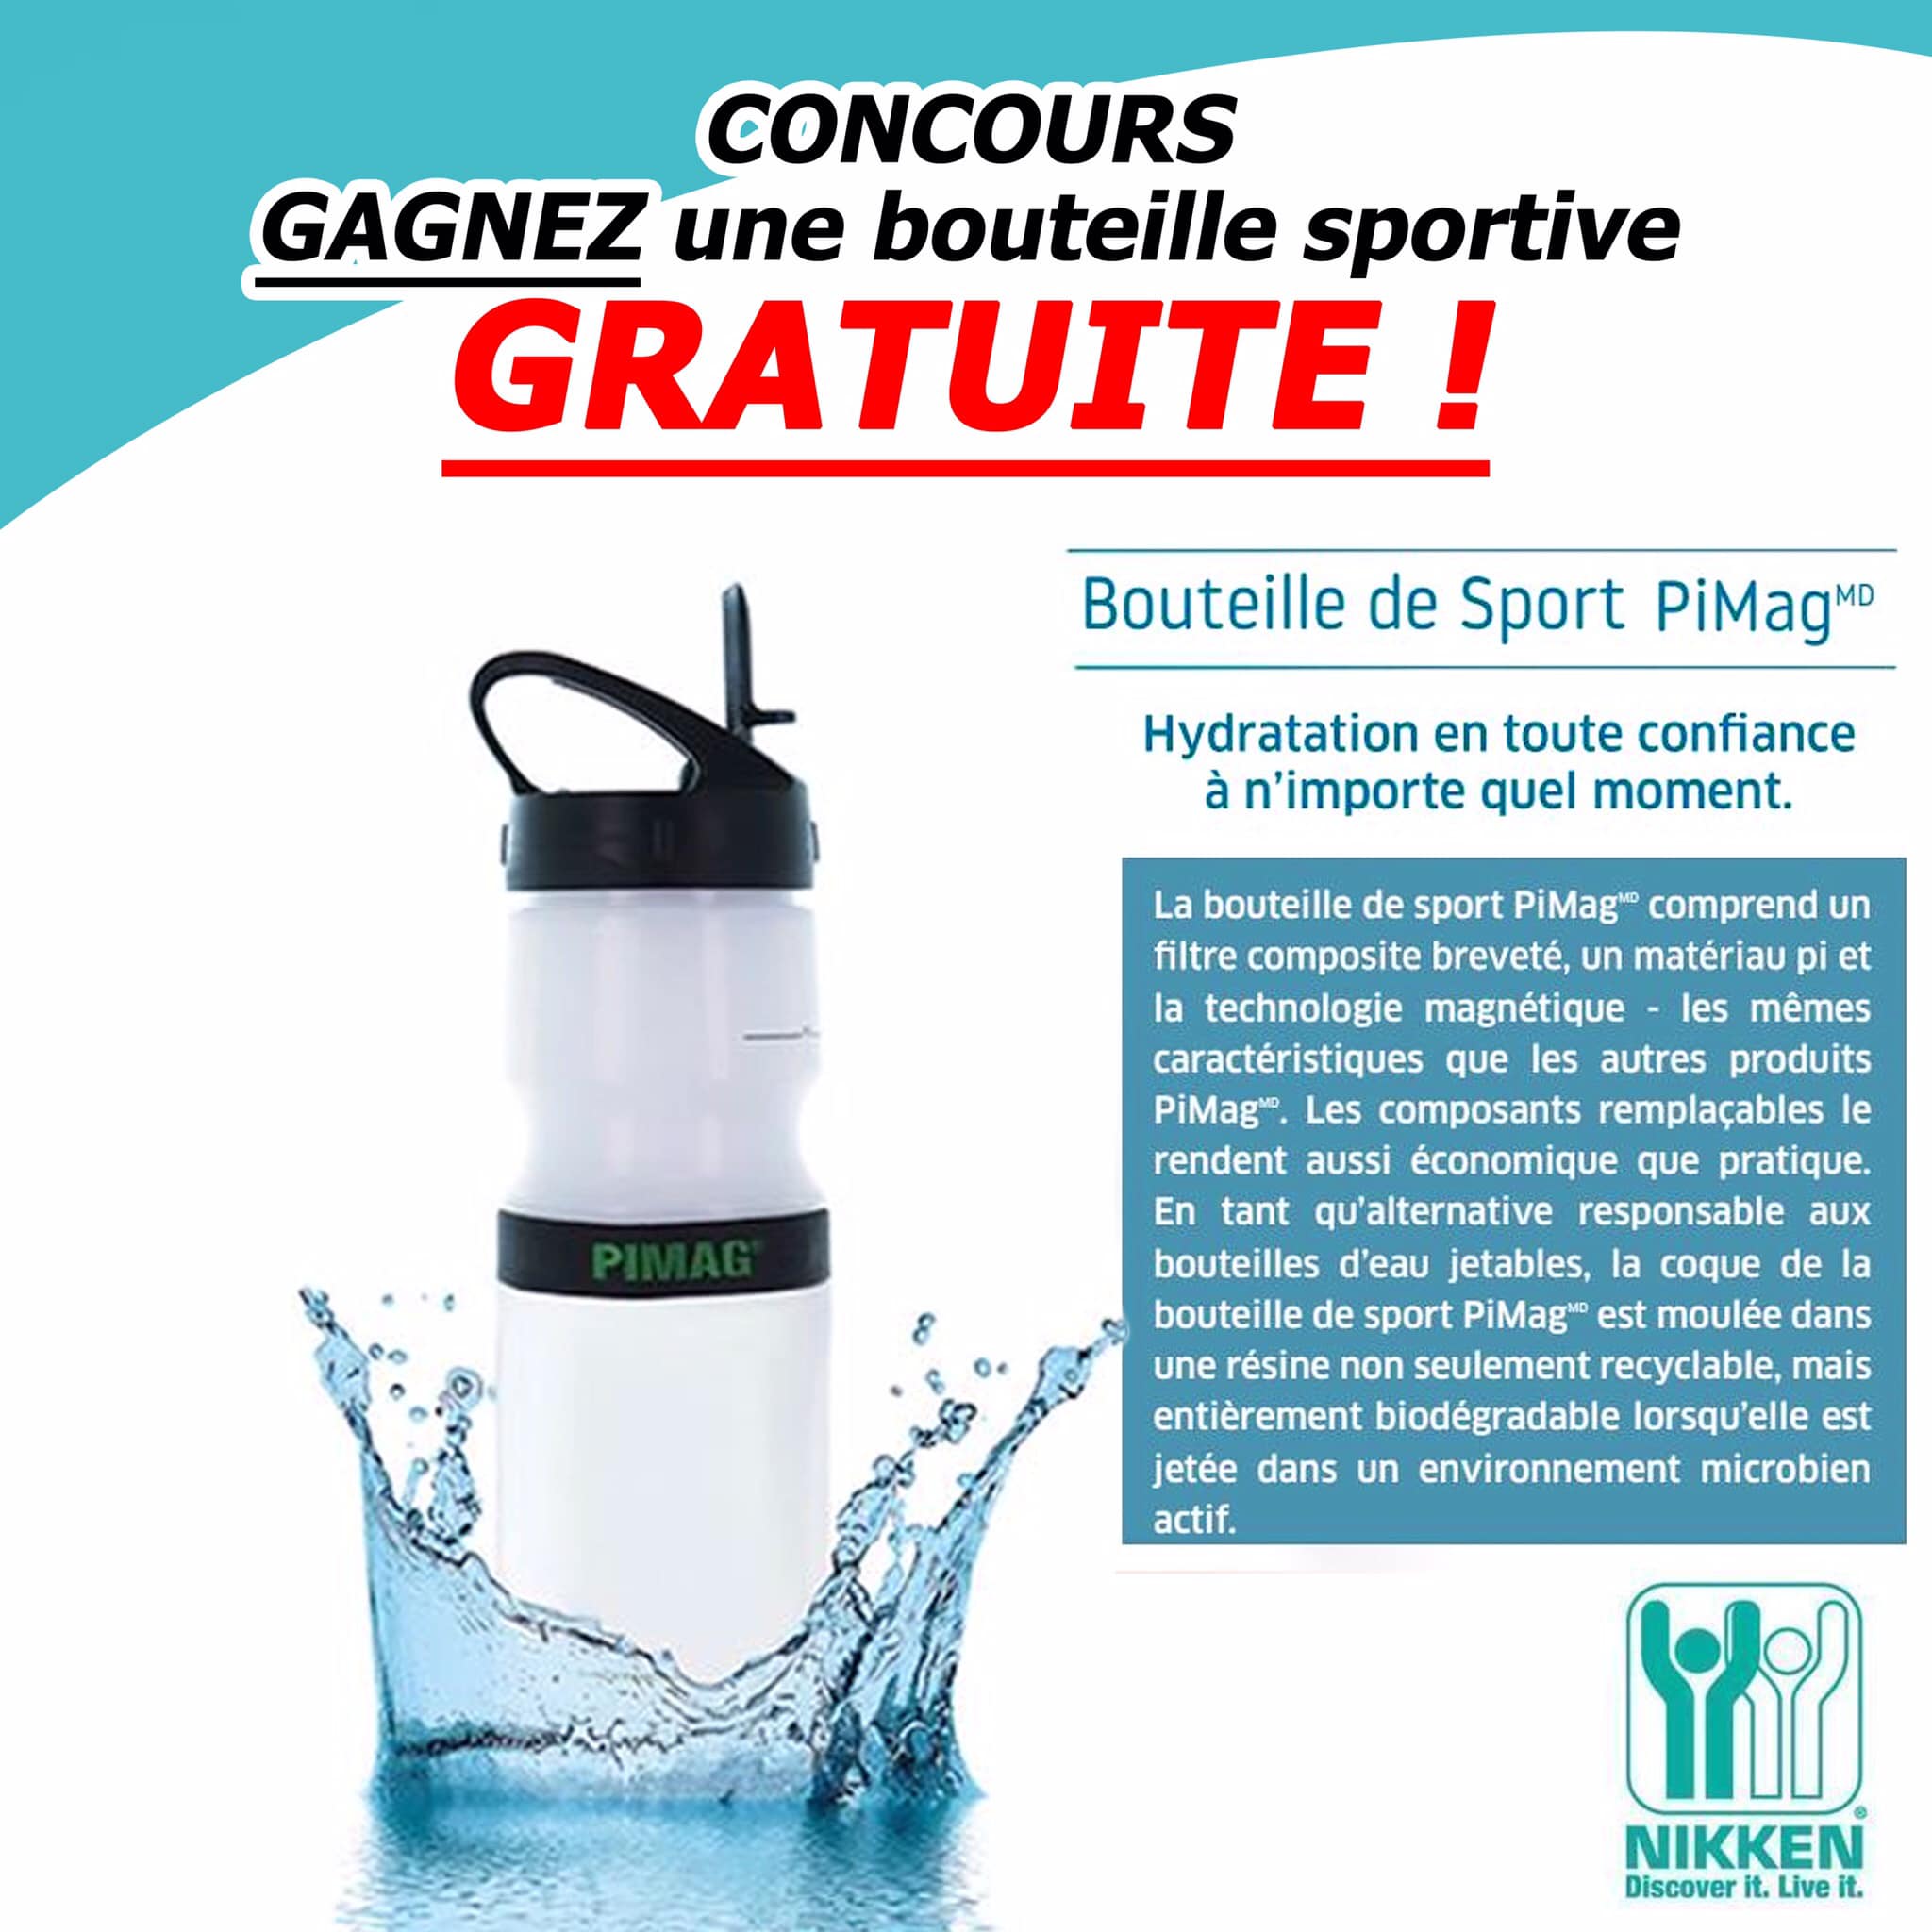 CONCOURS
GAGNEZ une bouteille sportive
GRATUITE !
Bouteille de Sport PiMagMD
Hydratation en toute confiance
à n'importe quel moment.
La bouteille de sport PiMagMD comprend un
filtre composite breveté, un matériau pi et
la technologie magnétique - les mêmes
caractéristiques que les autres produits
PiMagMD. Les composants remplaçables le
rendent aussi économique que pratique.
En tant qu'alternative responsable aux
bouteilles d'eau jetables, la coque de la
bouteille de sport PiMagMD est moulée dans
une résine non seulement recyclable, mais
entièrement biodégradable lorsqu'elle est
jetée dans un environnement microbien
actif.
PIMAG®
NIKKEN®
Discover it. Live it.